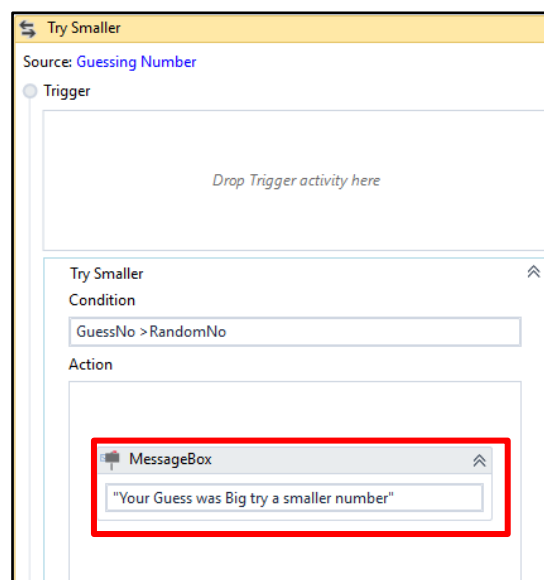 Try Smaller
Source: Guessing Number
Trigger
Drop Trigger activity here
Try Smaller
Condition
GuessNo >RandomNo
Action
MessageBox
"Your Guess was Big try a smaller number"